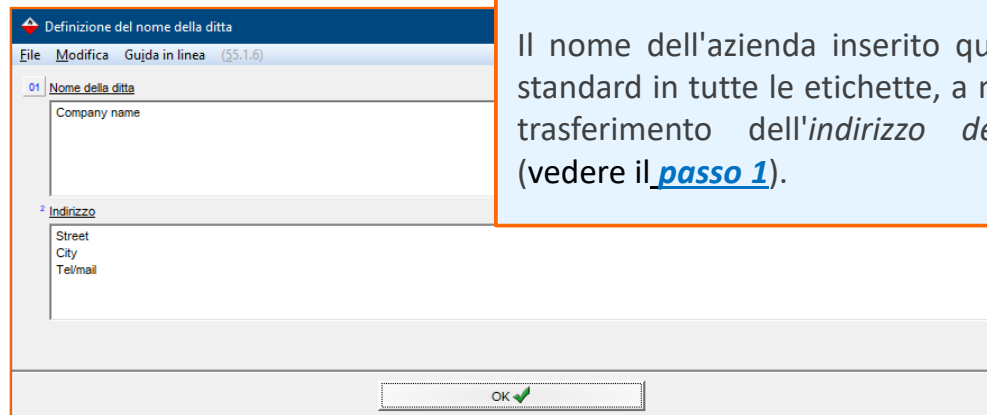 Definizione del nome della ditta
File Modifica Guida in linea (55.1.6)
01 Nome della ditta
Company name
2 Indirizzo
Street
City
Tel/mail
OK
Il nome dell'azienda inserito
standard in tutte le etichette, a
trasferimento dell'indirizzo
(vedere il passo 1).